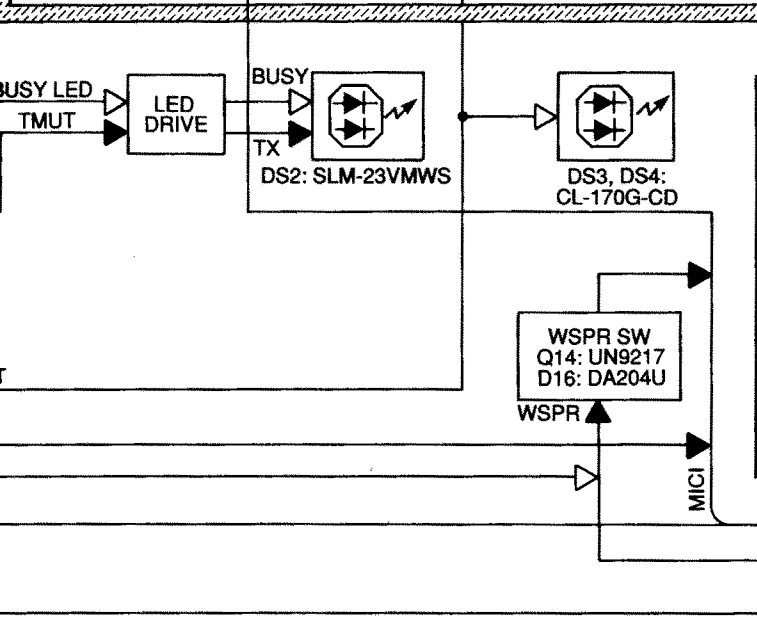 BUSY LED
TMUT
LED
DRIVE
BUSY
TX
DS2: SLM-23VMWS
DS3, DS4:
CL-170G-CD
WSPR SW
Q14: UN9217
D16: DA204U
WSPR
T
MICI